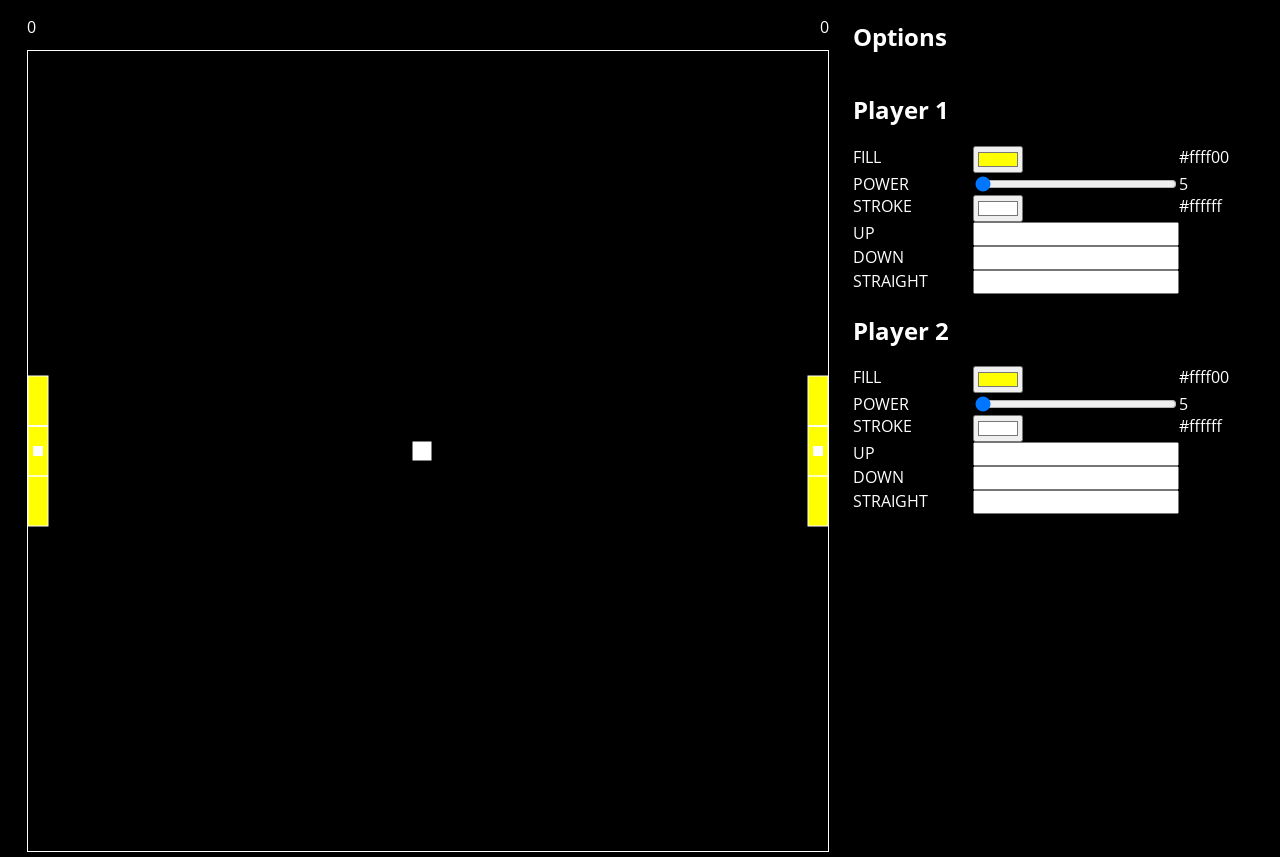 0 0
Options
Player 1
FILL #ffff00
POWER 5
STROKE #ffffff
UP
DOWN
STRAIGHT
Player 2
FILL #ffff00
POWER 5
STROKE #ffffff
UP
DOWN
STRAIGHT